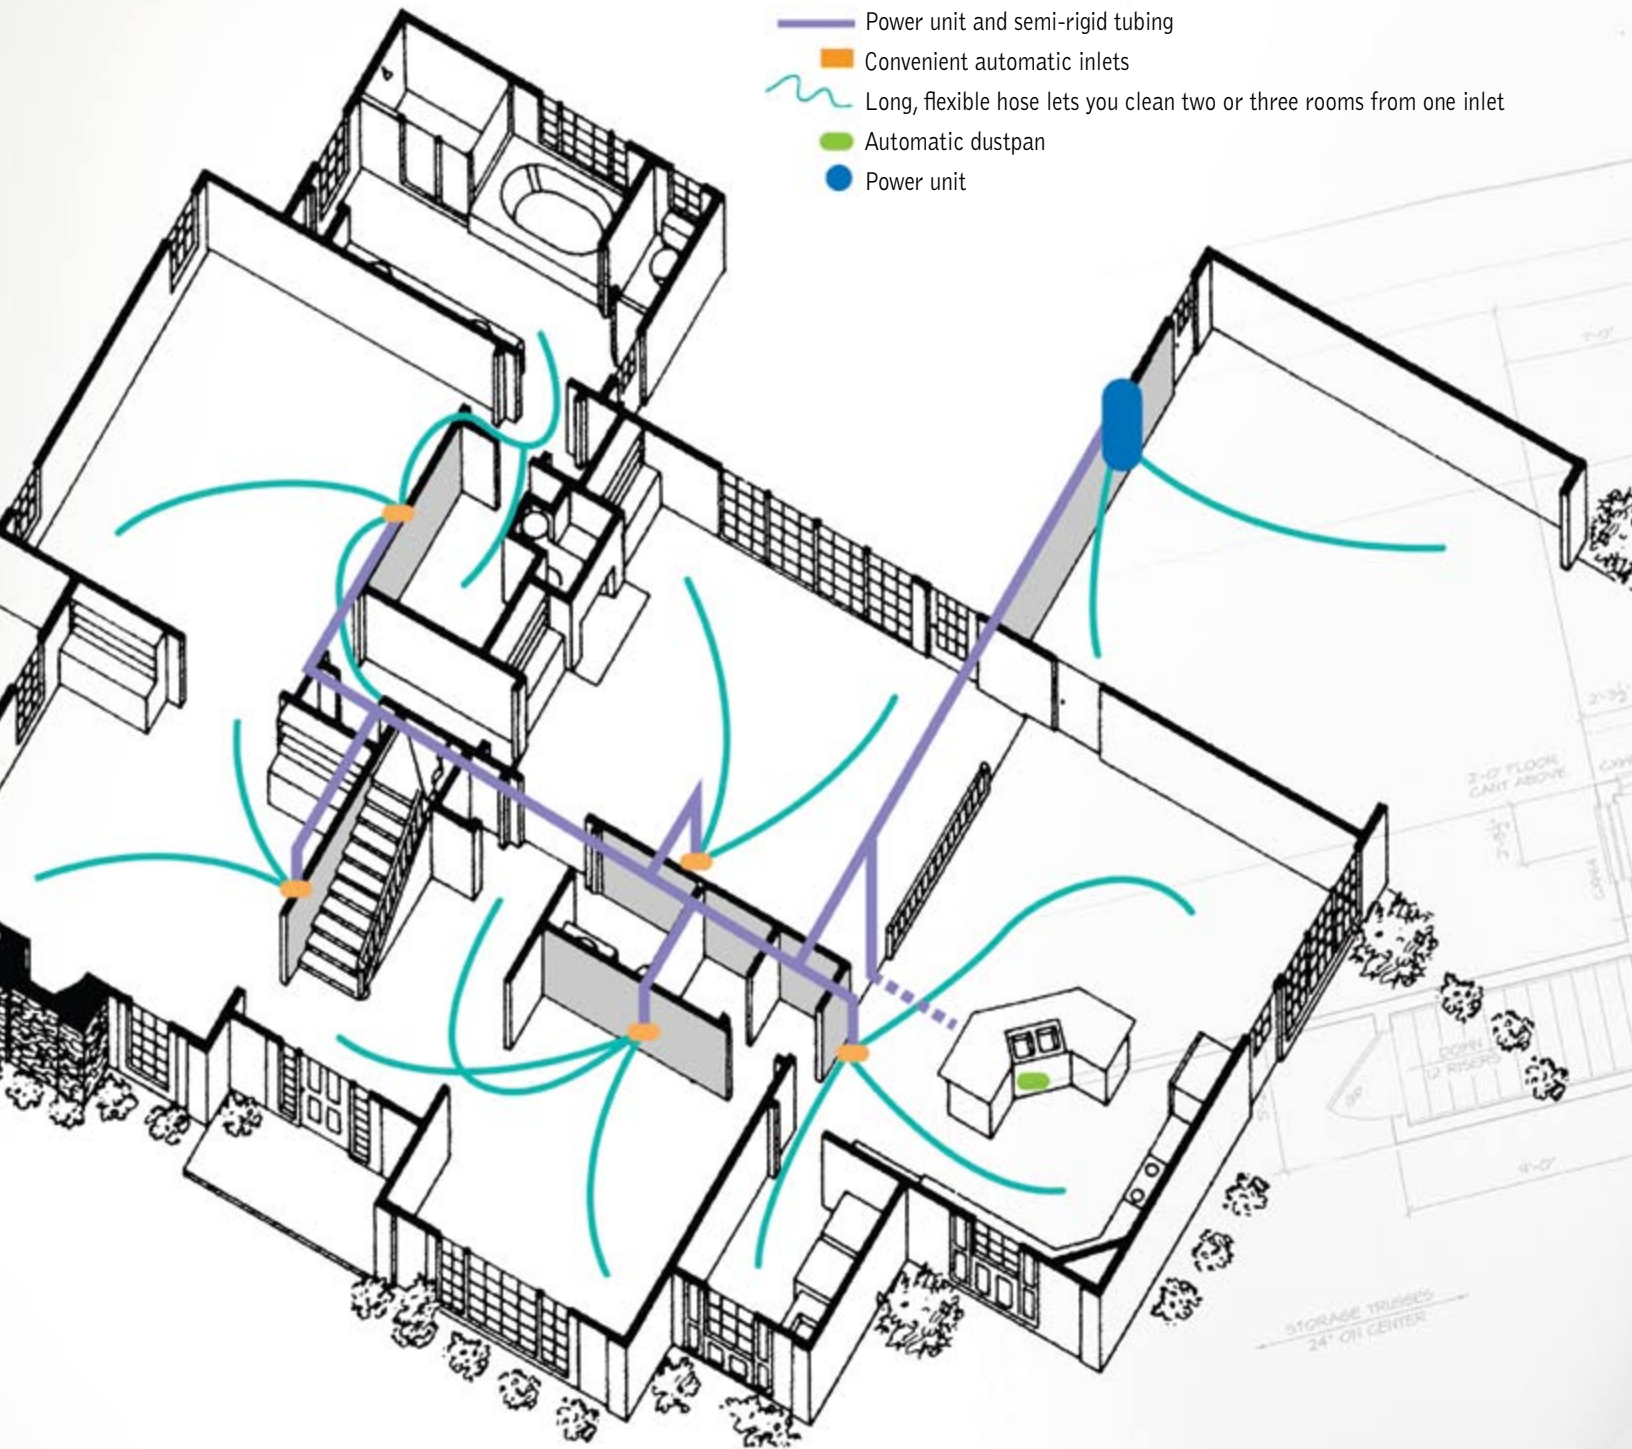 Power unit and semi-rigid tubing
Convenient automatic inlets
Long, flexible hose lets you clean two or three rooms from one inlet
Automatic dustpan
Power unit
7'-0"
2'-0" FLOOR
CANT ABOVE
DOWN
12 RISERS
4'-0"
STORAGE TRUSSES
24" ON CENTER